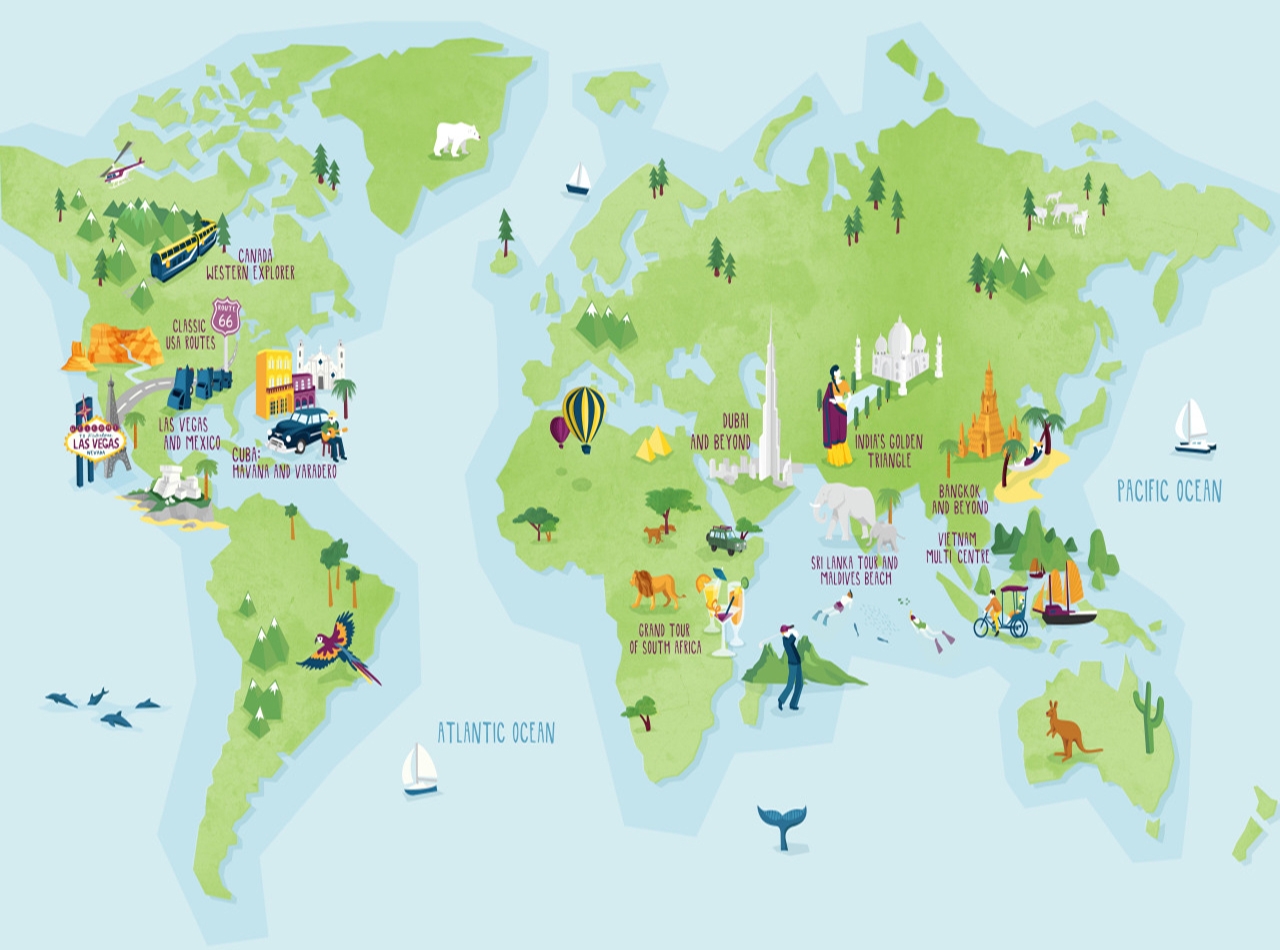 CANADA
WESTERN EXPLORER
ROUTE
66
CLASSIC
USA ROUTES
WELCOME
LAS VEGAS
NEVADA
LAS VEGAS
AND MEXICO
CUBA:
HAVANA AND VARADERO
DUBAI
AND BEYOND
INDIA'S GOLDEN
TRIANGLE
BANGKOK
AND BEYOND
PACIFIC OCEAN
VIETNAM
MULTI CENTRE
SRI LANKA TOUR AND
MALDIVES BEACH
GRAND TOUR
OF SOUTH AFRICA
ATLANTIC OCEAN